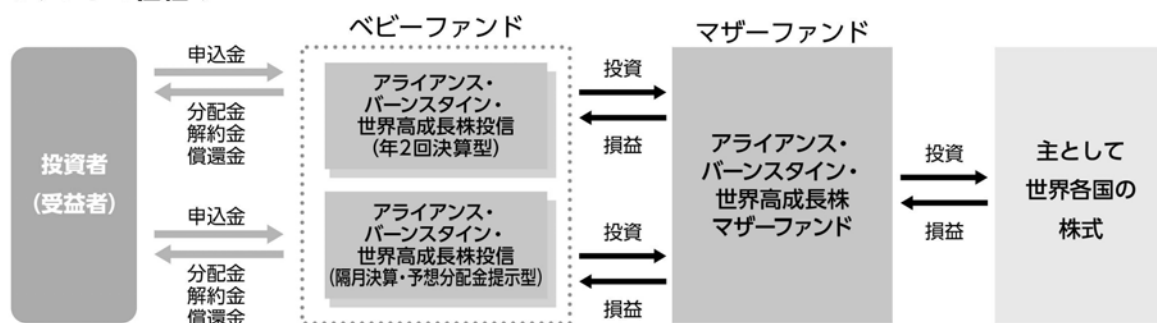 ベビーファンド
マザーファンド
投資者
(受益者)
申込金
分配金
解約金
償還金
申込金
分配金
解約金
償還金
アライアンス・
バーンスタイン・
世界高成長株投信
(年2回決算型)
アライアンス・
バーンスタイン・
世界高成長株投信
(隔月決算・予想分配金提示型)
投資
損益
投資
損益
アライアンス・
バーンスタイン・
世界高成長株
マザーファンド
投資
損益
主として
世界各国の
株式